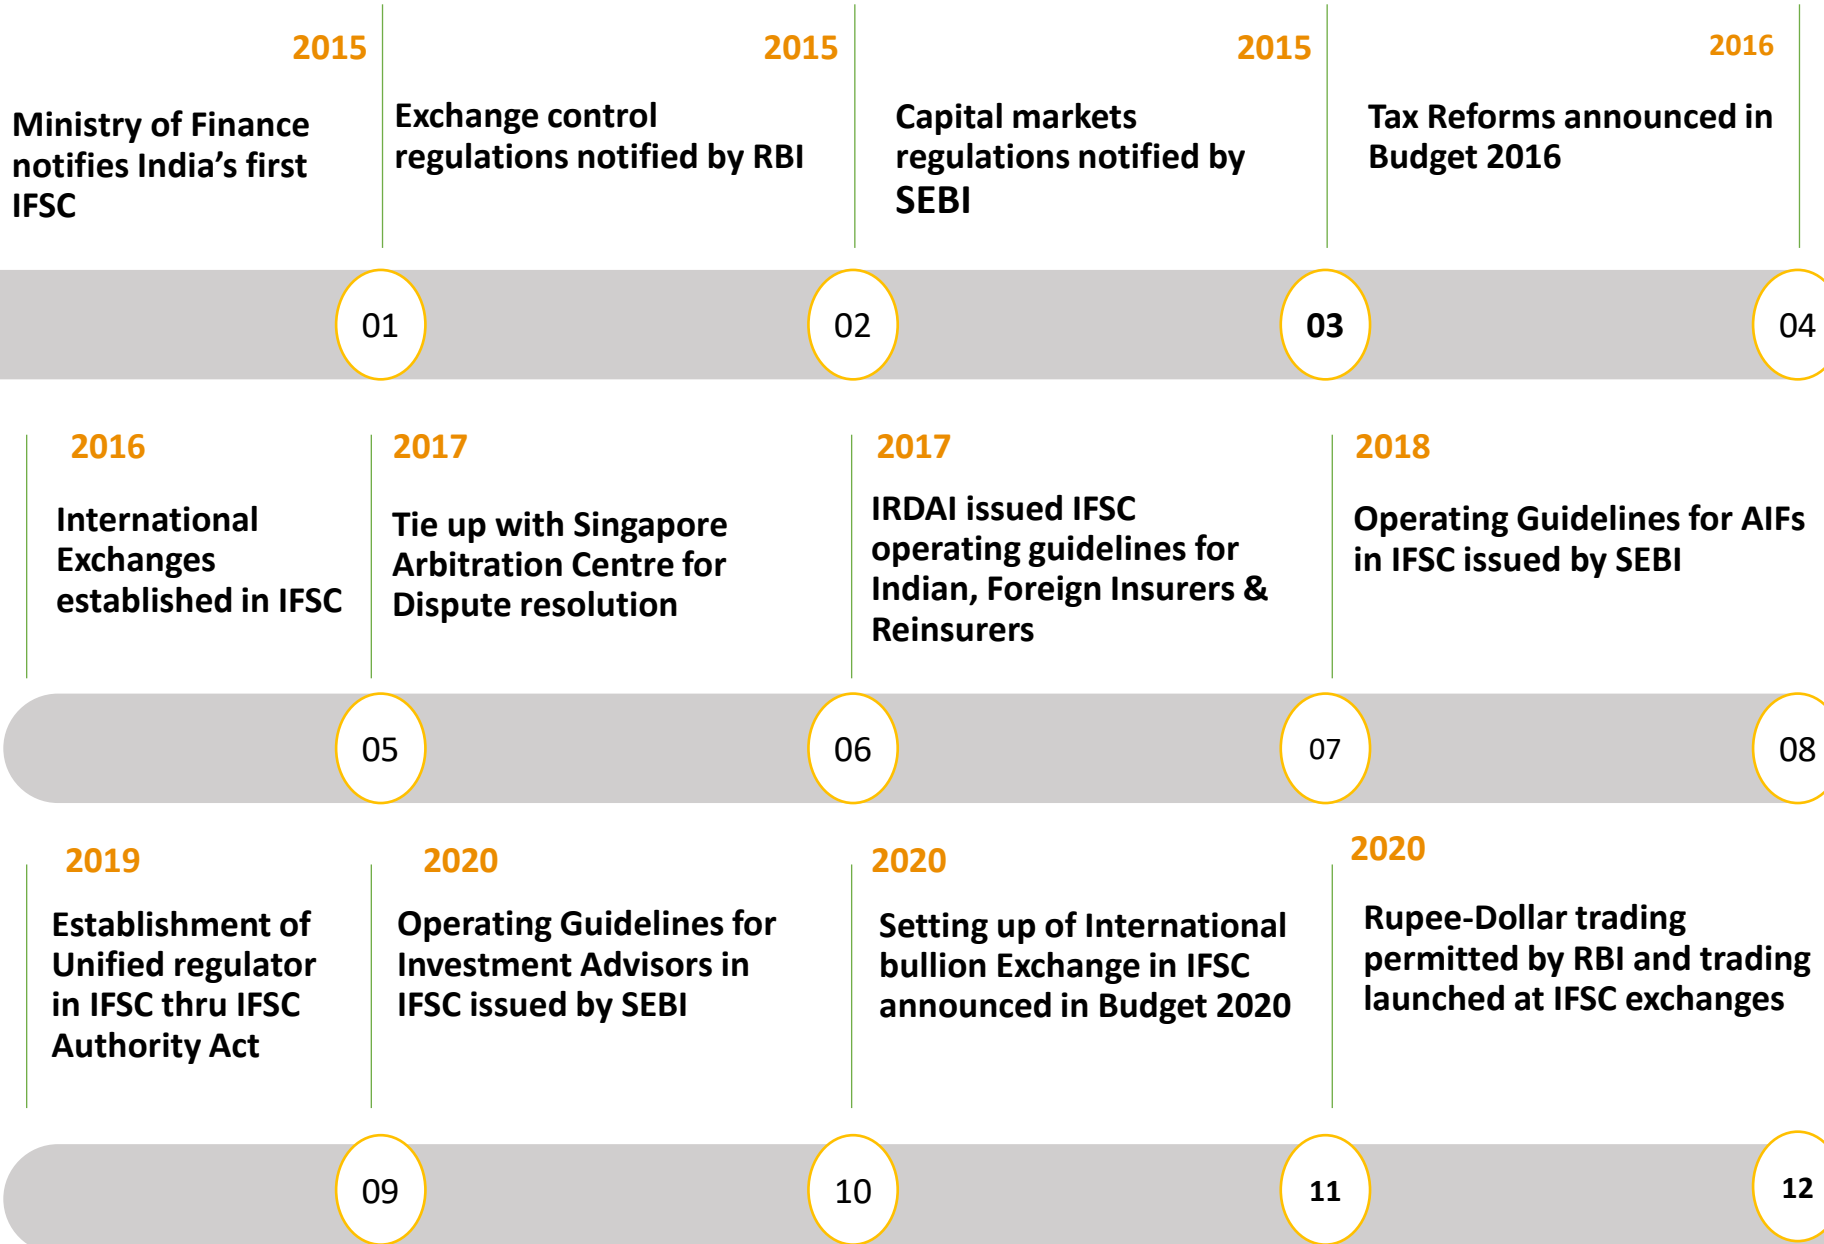 2015
Ministry of Finance
notifies India’s first
IFSC
2015
Exchange control
regulations notified by RBI
2015
Capital markets
regulations notified by
SEBI
2016
Tax Reforms announced in
Budget 2016
01
02
03
04
2016
International
Exchanges
established in IFSC
2017
Tie up with Singapore
Arbitration Centre for
Dispute resolution
2017
IRDAI issued IFSC
operating guidelines for
Indian, Foreign Insurers &
Reinsurers
2018
Operating Guidelines for AIFs
in IFSC issued by SEBI
05
06
07
08
2019
Establishment of
Unified regulator
in IFSC thru IFSC
Authority Act
2020
Operating Guidelines for
Investment Advisors in
IFSC issued by SEBI
2020
Setting up of International
bullion Exchange in IFSC
announced in Budget 2020
2020
Rupee-Dollar trading
permitted by RBI and trading
launched at IFSC exchanges
09
10
11
12